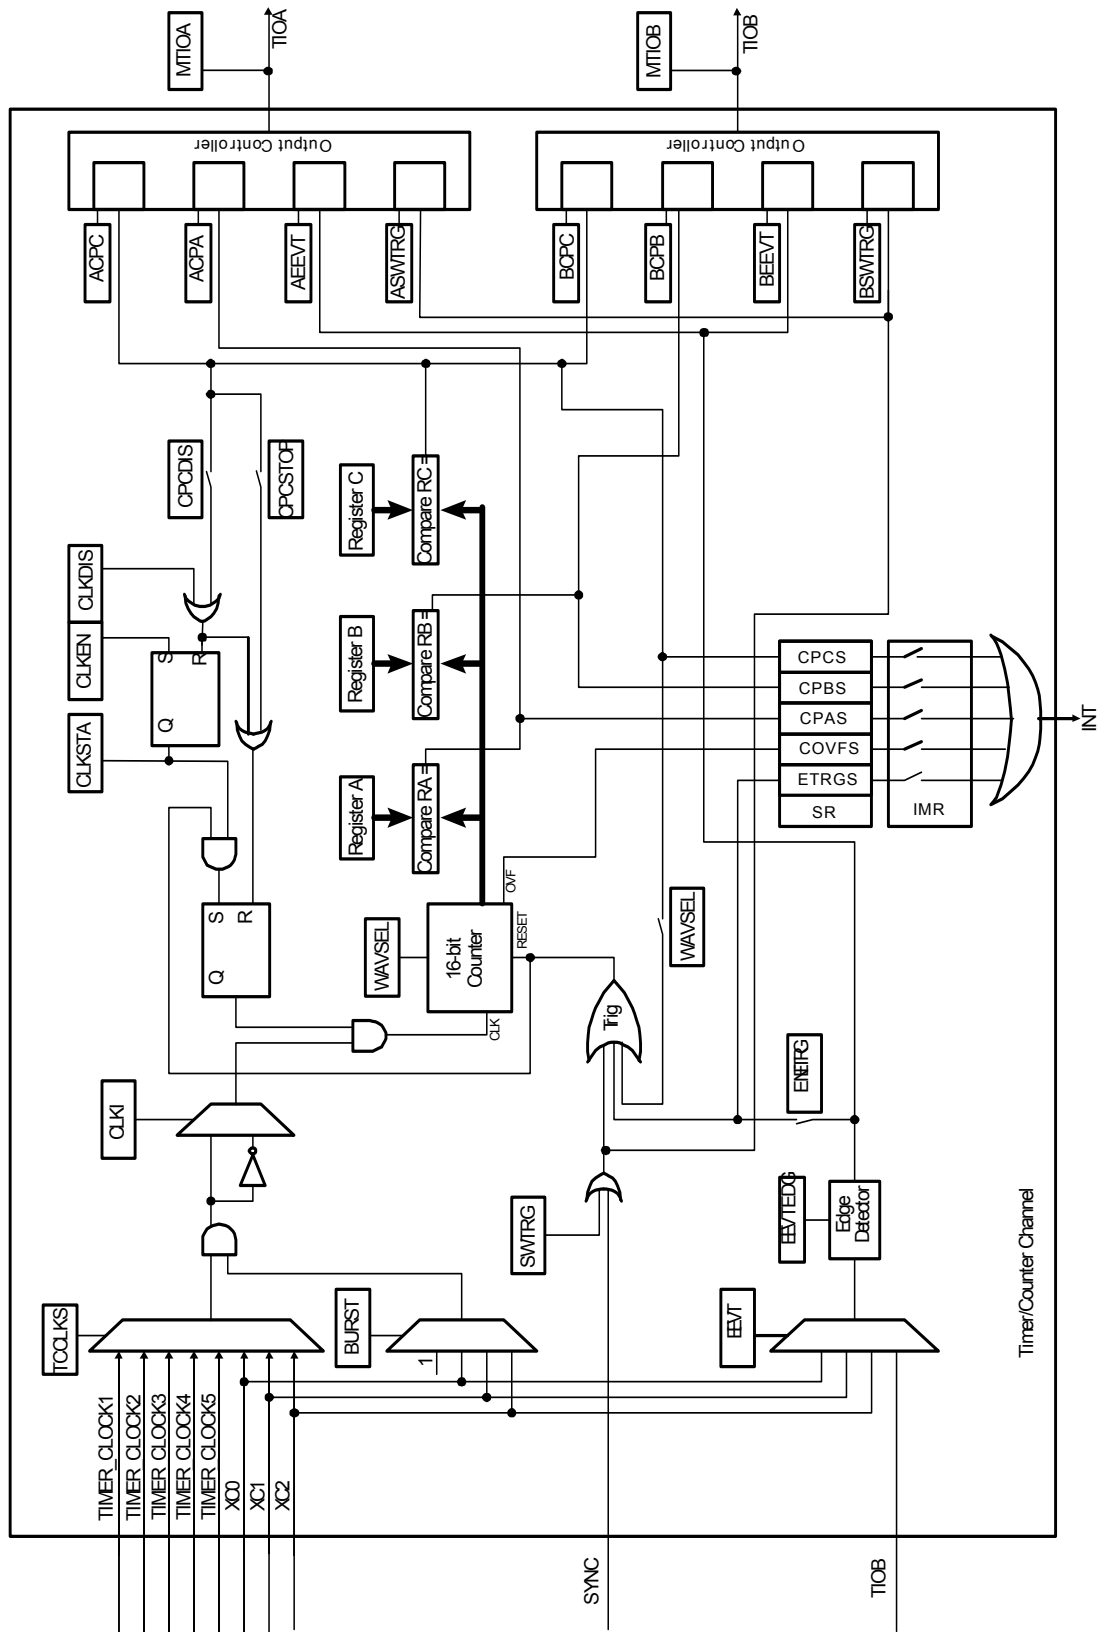 TCCLKS
TIMER_CLOCK1
TIMER_CLOCK2
TIMER_CLOCK3
TIMER_CLOCK4
TIMER_CLOCK5
XC0
XC1
XC2
CLKI
CLKSTA
CLKEN
CLKDIS
Q
S
R
Q
S
R
CPCDIS
CPCSTOP
ACPC
ACPA
AEEVT
ASWTRG
Output Controller
MTIOA
TIOA
BURST
1
WAVSEL
16-bit
Counter
CLK
RESET
OVF
Register A
Register B
Register C
Compare RA =
Compare RB =
Compare RC =
BCPC
BCPB
BEEVT
BSWTRG
Output Controller
MTIOB
TIOB
SWTRG
SYNC
Trig
WAVSEL
EEVT
EEVTEDG
Edge
Detector
ENETRG
TIOB
CPCS
CPBS
CPAS
COVFS
ETRGS
SR
IMR
INT
Timer/Counter Channel